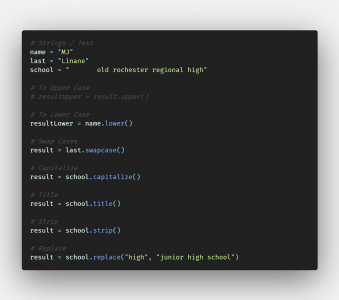 # Strings / Text
name = "MJ"
last = "Linane"
school = "       old rochester regional high"
# To Upper Case
# resultUpper = result.upper()
# To Lower Case
resultLower = name.lower()
# Swap Cases
result = last.swapcase()
# Capitalize
result = school.capitalize()
# Title
result = school.title()
# Strip
result = school.strip()
# Replace
result = school.replace("high", "junior high school")